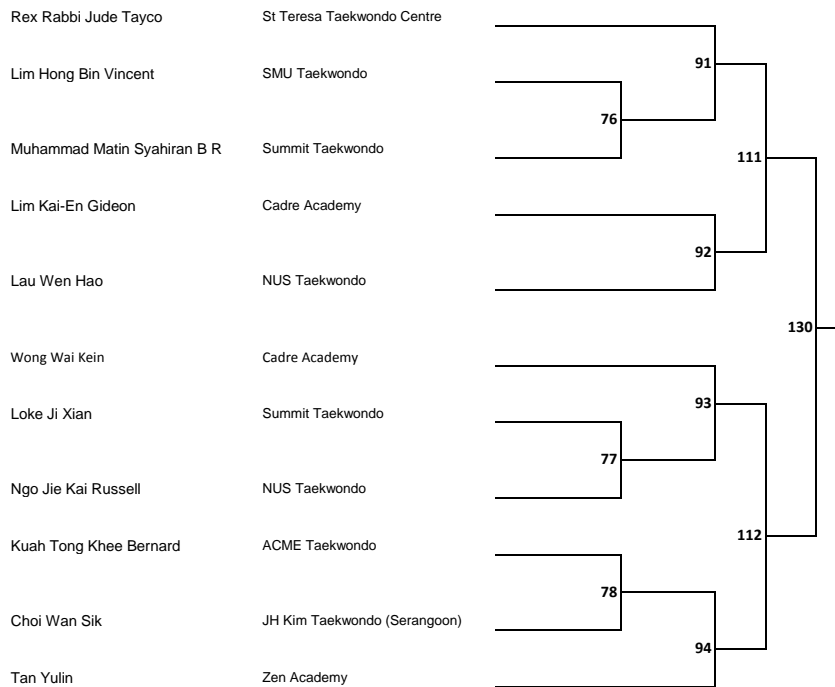 Rex Rabbi Jude Tayco St Teresa Taekwondo Centre
91
Lim Hong Bin Vincent SMU Taekwondo
76
Muhammad Matin Syahiran B R Summit Taekwondo
111
Lim Kai-En Gideon Cadre Academy
92
Lau Wen Hao NUS Taekwondo
130
Wong Wai Kein Cadre Academy
93
Loke Ji Xian Summit Taekwondo
77
Ngo Jie Kai Russell NUS Taekwondo
112
Kuah Tong Khee Bernard ACME Taekwondo
78
Choi Wan Sik JH Kim Taekwondo (Serangoon)
94
Tan Yulin Zen Academy